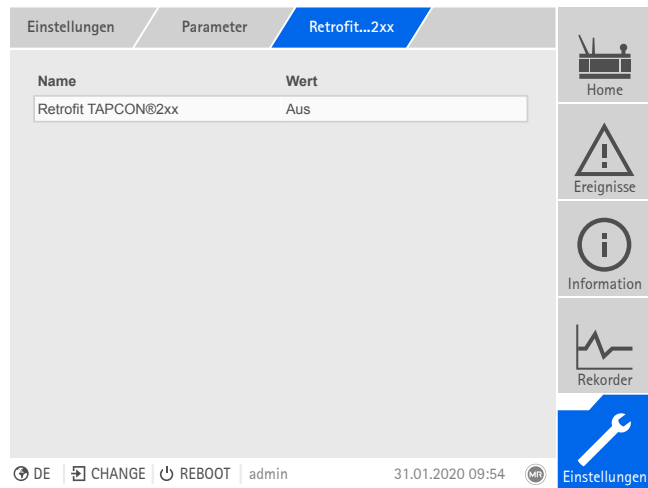 Einstellungen Parameter Retrofit...2xx
Name Wert
Retrofit TAPCON®2xx Aus
Home
Ereignisse
Information
Rekorder
Einstellungen
DE CHANGE REBOOT admin 31.01.2020 09:54 MR